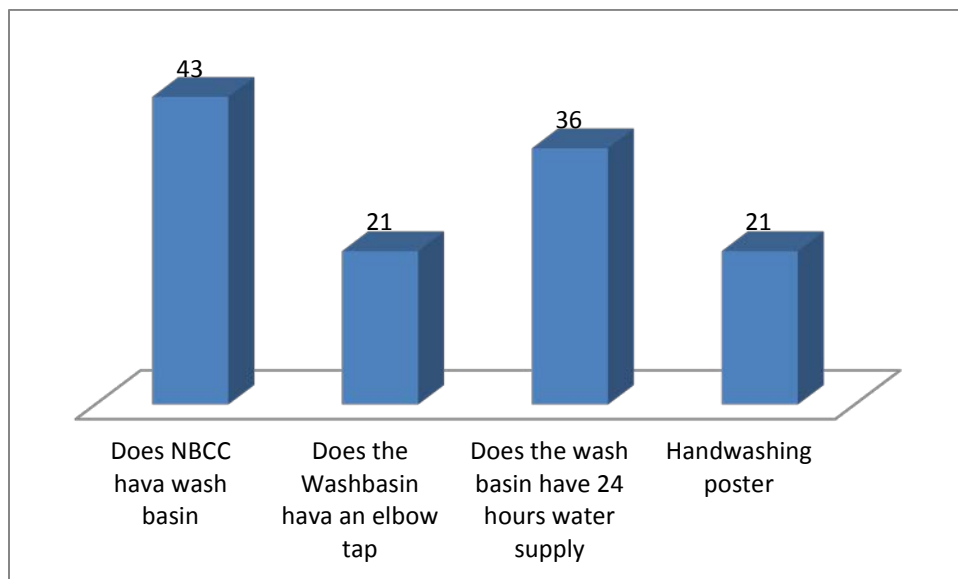 43
21
36
21
Does NBCC
hava wash
basin
Does the
Washbasin
hava an elbow
tap
Does the wash
basin have 24
hours water
supply
Handwashing
poster